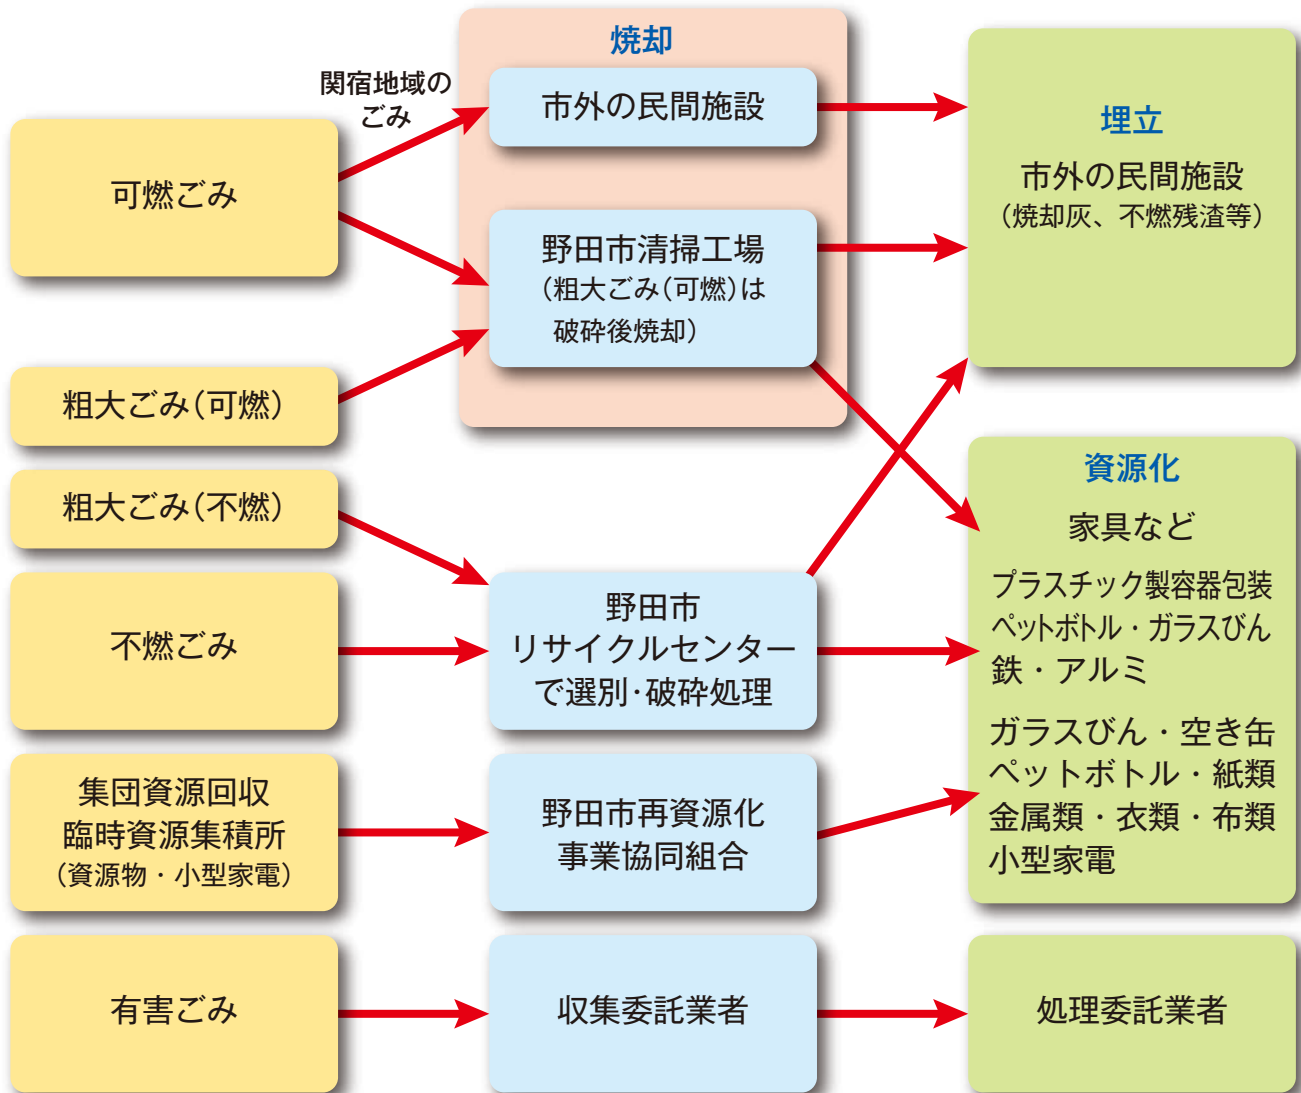 可燃ごみ
関宿地域の
ごみ
粗大ごみ（可燃）
粗大ごみ（不燃）
不燃ごみ
集団資源回収
臨時資源集積所
（資源物・小型家電）
有害ごみ
焼却
市外の民間施設
野田市清掃工場
（粗大ごみ（可燃）は
破砕後焼却）
野田市
リサイクルセンター
で選別・破砕処理
野田市再資源化
事業協同組合
収集委託業者
埋立
市外の民間施設
（焼却灰、不燃残渣等）
資源化
家具など
プラスチック製容器包装
ペットボトル・ガラスびん
鉄・アルミ
ガラスびん・空き缶
ペットボトル・紙類
金属類・衣類・布類
小型家電
処理委託業者